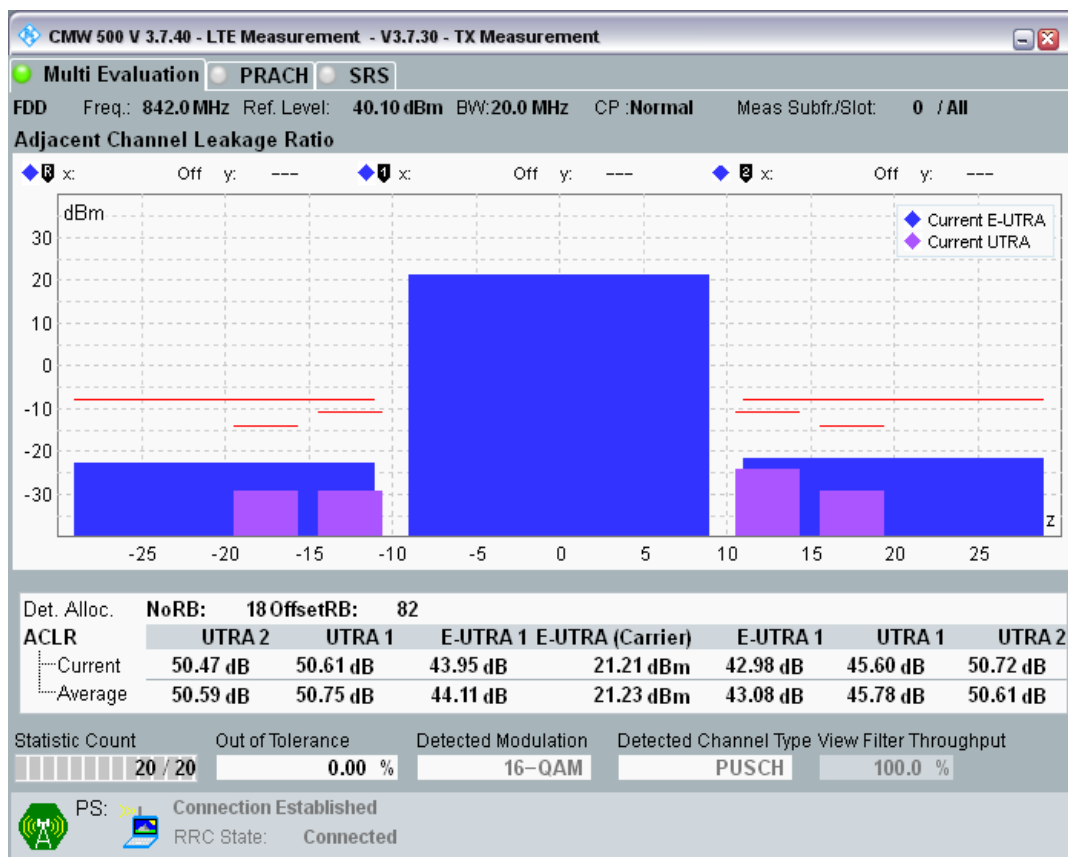 CMW 500 V 3.7.40 - LTE Measurement - V3.7.30 - TX Measurement
Multi Evaluation PRACH SRS
FDD Freq.: 842.0 MHz Ref. Level: 40.10 dBm BW:20.0 MHz CP :Normal Meas Subfr./Slot: 0 / All
Adjacent Channel Leakage Ratio
R x: Off y: --- 1 x: Off y: --- 2 x: Off y: ---
dBm
Current E-UTRA
Current UTRA
30
20
10
0
-10
-20
-30
z
-25 -20 -15 -10 -5 0 5 10 15 20 25
Det. Alloc. NoRB: 18 OffsetRB: 82
ACLR UTRA 2 UTRA 1 E-UTRA 1 E-UTRA (Carrier) E-UTRA 1 UTRA 1 UTRA 2
Current 50.47 dB 50.61 dB 43.95 dB 21.21 dBm 42.98 dB 45.60 dB 50.72 dB
Average 50.59 dB 50.75 dB 44.11 dB 21.23 dBm 43.08 dB 45.78 dB 50.61 dB
Statistic Count Out of Tolerance Detected Modulation Detected Channel Type View Filter Throughput
20 / 20 0.00 % 16-QAM PUSCH 100.0 %
PS: Connection Established
RRC State: Connected